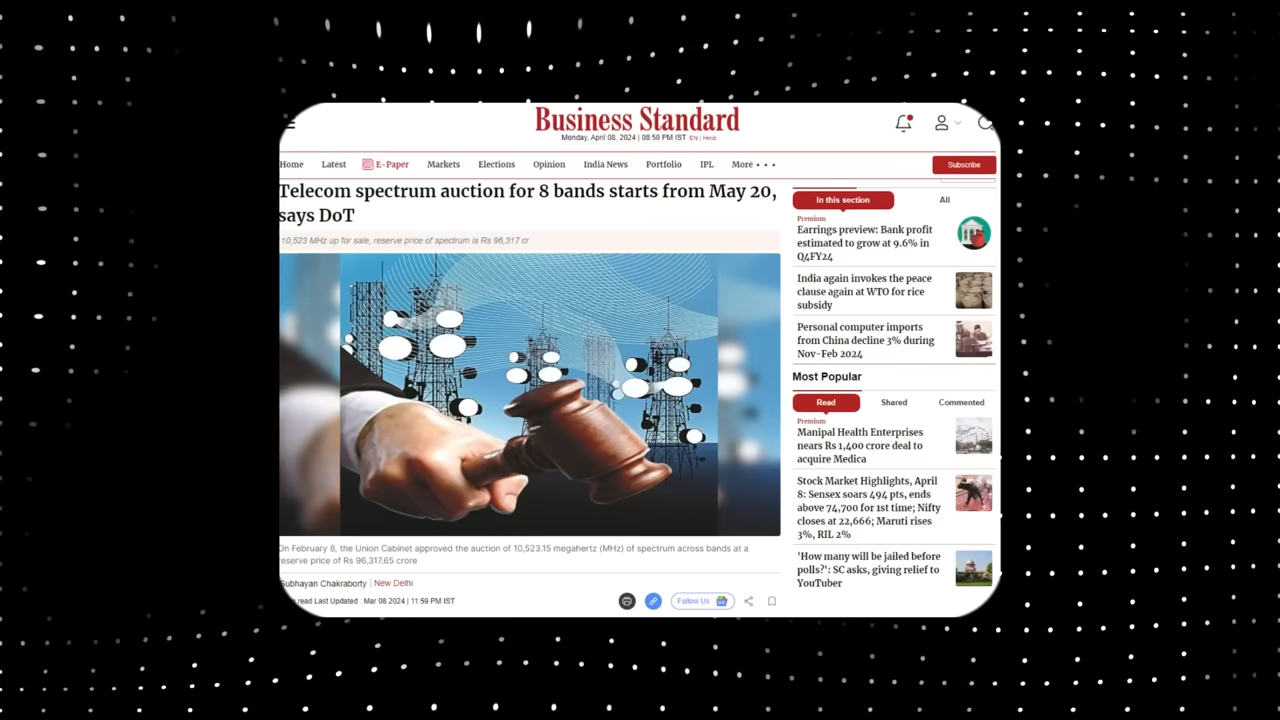 Business Standard
Monday, April 08, 2024 | 08:50 PM IST EN | Hindi
Home Latest E-Paper Markets Elections Opinion India News Portfolio IPL More
Subscribe
Telecom spectrum auction for 8 bands starts from May 20,
says DoT
10,523 MHz up for sale, reserve price of spectrum is Rs 96,317 cr
On February 8, the Union Cabinet approved the auction of 10,523.15 megahertz (MHz) of spectrum across bands at a
reserve price of Rs 96,317.65 crore
Subhayan Chakraborty | New Delhi
read Last Updated : Mar 08 2024 | 11:59 PM IST
Follow Us
In this section All
Premium
Earrings preview: Bank profit
estimated to grow at 9.6% in
Q4FY24
India again invokes the peace
clause again at WTO for rice
subsidy
Personal computer imports
from China decline 3% during
Nov-Feb 2024
Most Popular
Read Shared Commented
Premium
Manipal Health Enterprises
nears Rs 1,400 crore deal to
acquire Medica
Stock Market Highlights, April
8: Sensex soars 494 pts, ends
above 74,700 for 1st time; Nifty
closes at 22,666; Maruti rises
3%, RIL 2%
'How many will be jailed before
polls?': SC asks, giving relief to
YouTuber